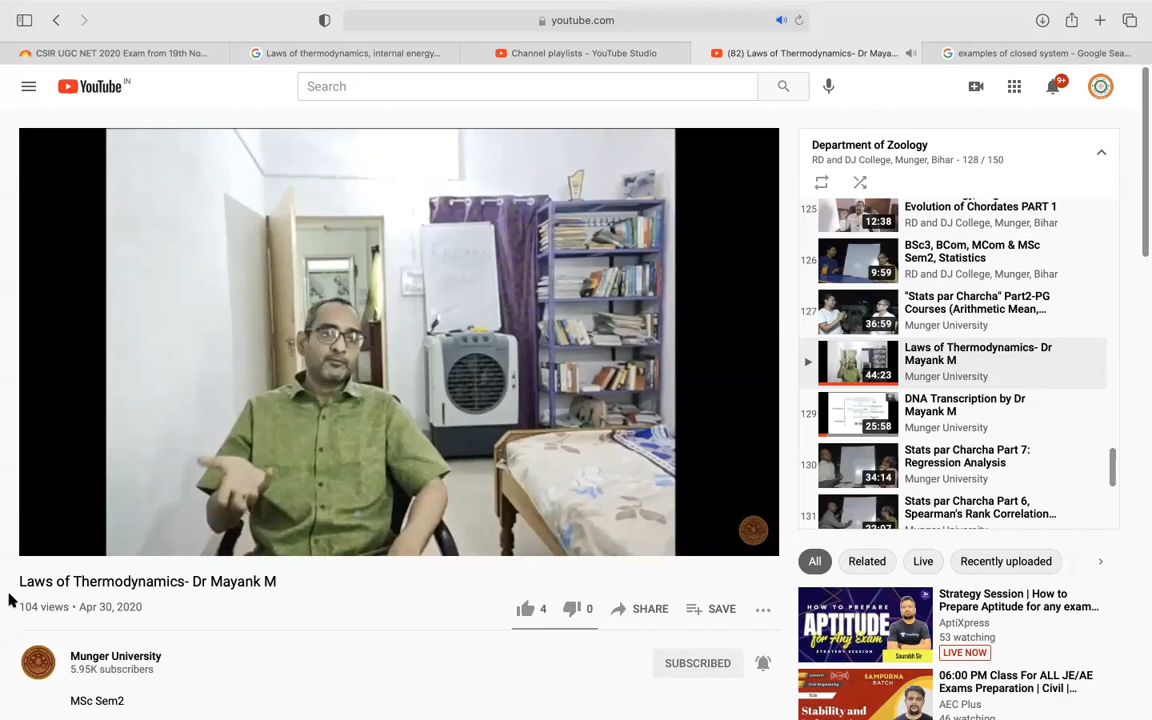 youtube.com
CSIR UGC NET 2020 Exam from 19th No...
Laws of thermodynamics, internal energy...
Channel playlists - YouTube Studio
(82) Laws of Thermodynamics- Dr Maya...
examples of closed system - Google Sea...
YouTube IN
Search
9+
Department of Zoology
RD and DJ College, Munger, Bihar - 128 / 150
125
Evolution of Chordates PART 1
12:38
RD and DJ College, Munger, Bihar
BSc3, BCom, MCom & MSc
126
Sem2, Statistics
9:59
RD and DJ College, Munger, Bihar
"Stats par Charcha" Part2-PG
127
Courses (Arithmetic Mean,...
36:59
Munger University
Laws of Thermodynamics- Dr
Mayank M
44:23
Munger University
DNA Transcription by Dr
129
Mayank M
25:58
Munger University
Stats par Charcha Part 7:
130
Regression Analysis
34:14
Munger University
Stats par Charcha Part 6,
131
Spearman's Rank Correlation...
Munger University
Laws of Thermodynamics- Dr Mayank M
104 views • Apr 30, 2020
4
0
SHARE
SAVE
Munger University
5.95K subscribers
SUBSCRIBED
MSc Sem2
All
Related
Live
Recently uploaded
HOW TO PREPARE
APTITUDE
for Any Exam
STRATEGY SESSION
Saurabh Sir
Strategy Session | How to
Prepare Aptitude for any exam...
AptiXpress
53 watching
LIVE NOW
SAMPURNA
BATCH
Stability and
06:00 PM Class For ALL JE/AE
Exams Preparation | Civil |...
AEC Plus
46 watching